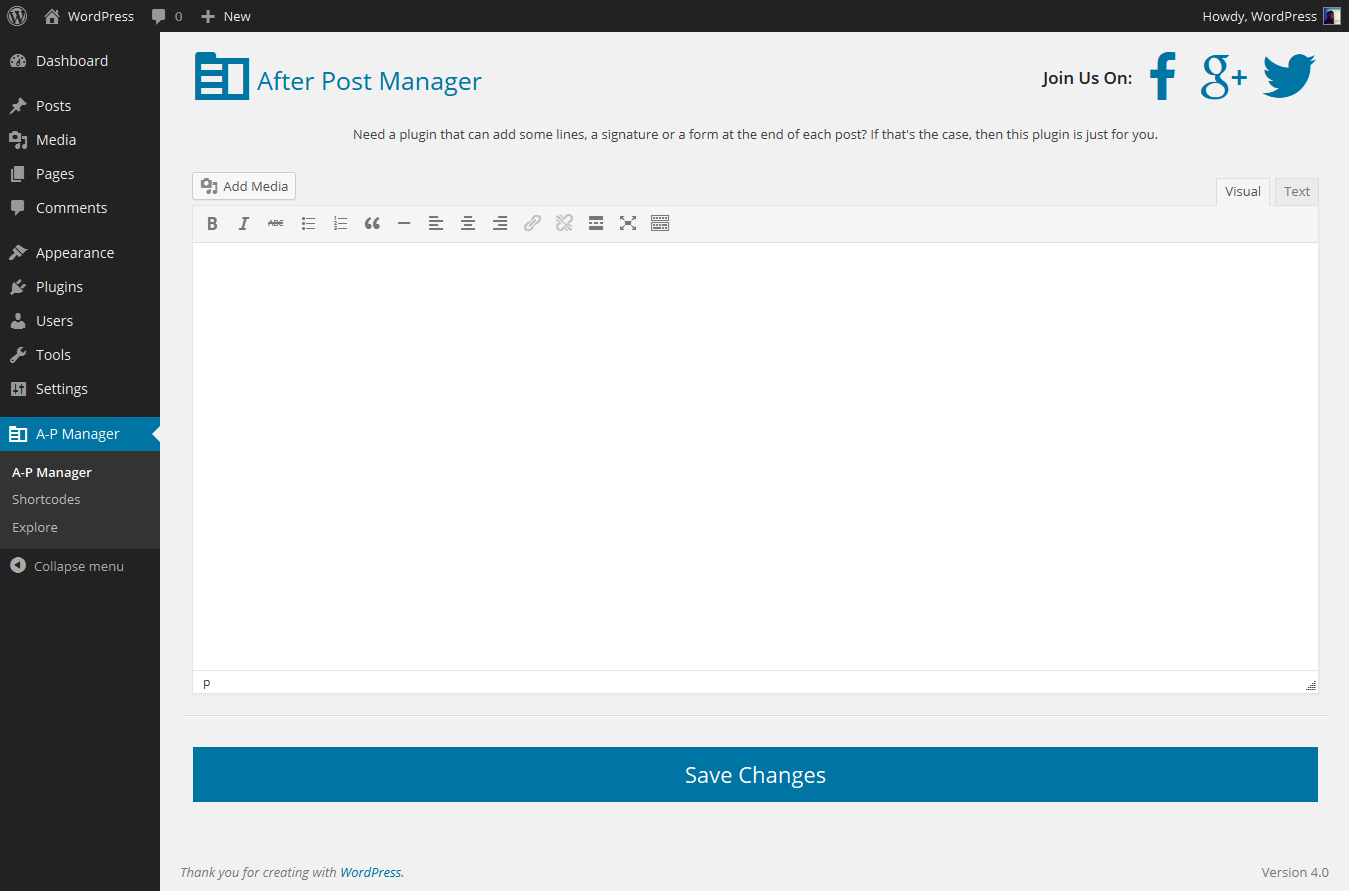 WordPress 0 New Howdy, WordPress
Dashboard
Posts
Media
Pages
Comments
Appearance
Plugins
Users
Tools
Settings
A-P Manager
A-P Manager
Shortcodes
Explore
Collapse menu
After Post Manager
Join Us On: f g+
Need a plugin that can add some lines, a signature or a form at the end of each post? If that's the case, then this plugin is just for you.
Add Media
Visual Text
B I ABC
p
Save Changes
Thank you for creating with WordPress.
Version 4.0